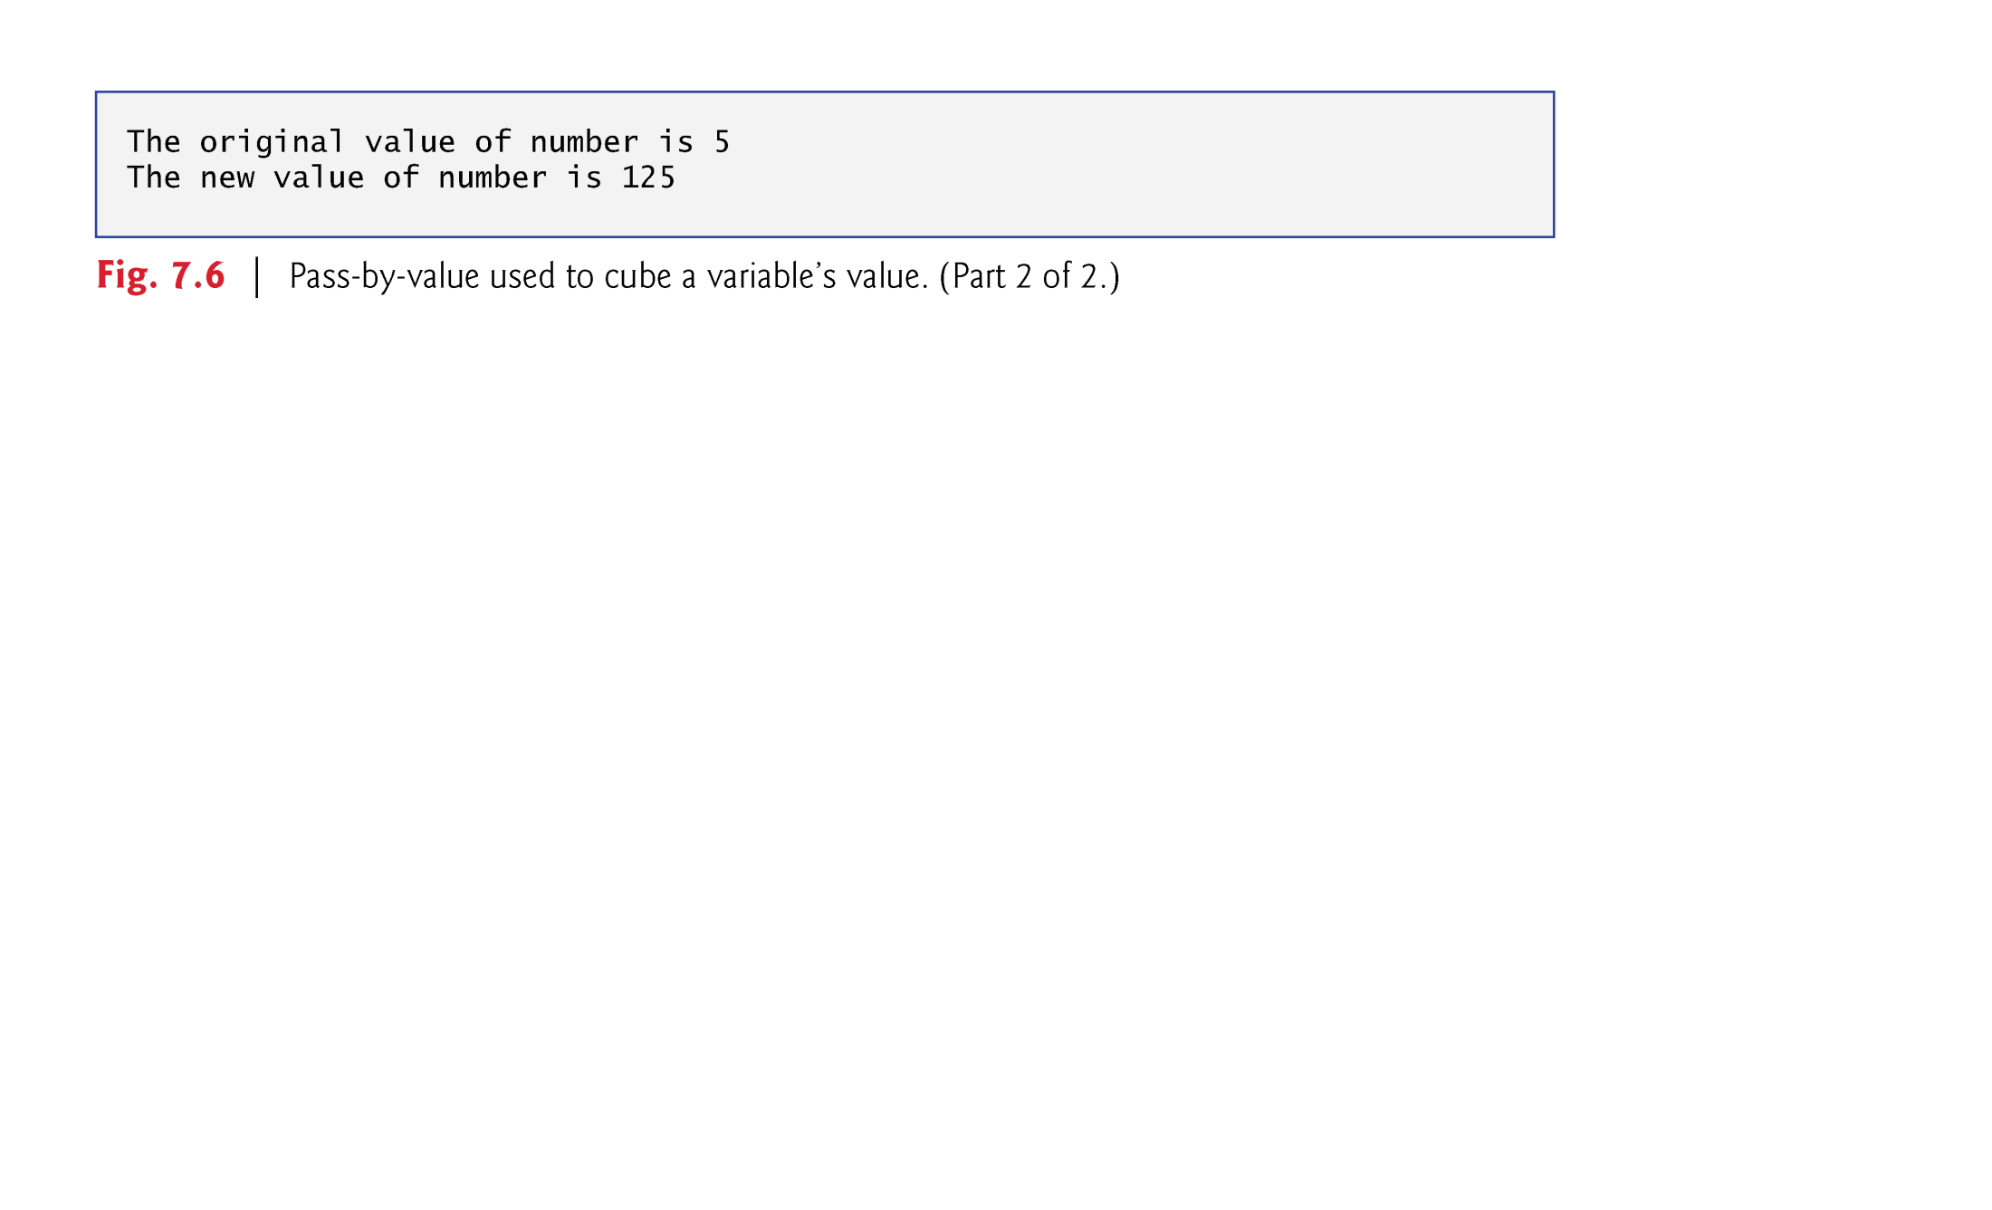 The original value of number is 5
The new value of number is 125
Fig. 7.6 | Pass-by-value used to cube a variable’s value. (Part 2 of 2.)